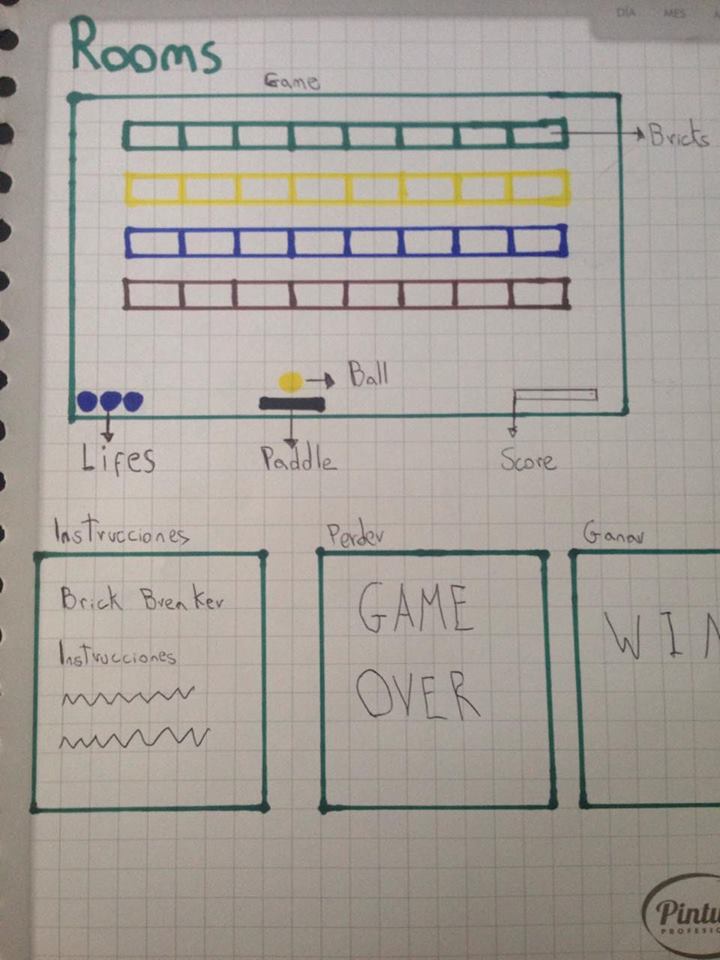 DÍA MES
Rooms
Game
Bricks
Ball
Lifes
Paddle
Score
Instrucciones
Perder
Ganar
Brick Breaker
Instrucciones
GAME
OVER
WIN
Pintu
PROFESIO